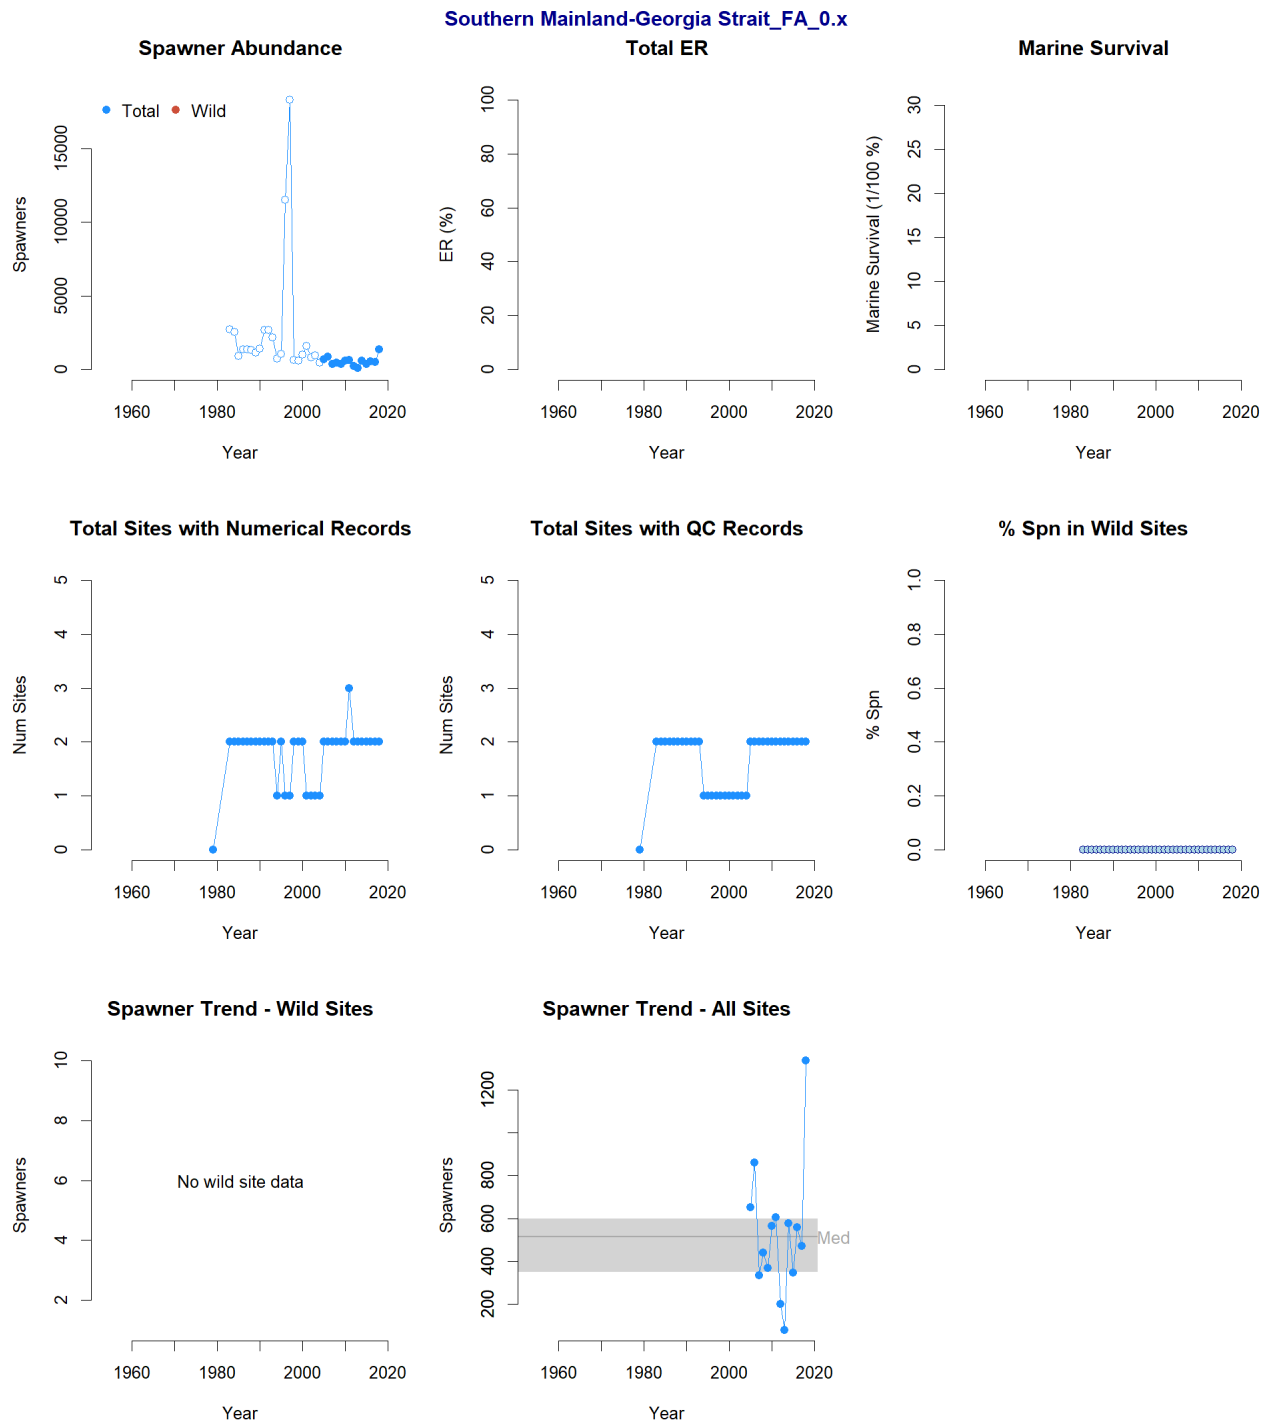 Southern Mainland-Georgia Strait_FA_0.x
Spawner Abundance
Total
Wild
Spawners
0 5000 10000 15000
1960 1980 2000 2020
Year
Total ER
ER (%)
0 20 40 60 80 100
1960 1980 2000 2020
Year
Marine Survival
Marine Survival (1/100 %)
0 5 10 15 20 25 30
1960 1980 2000 2020
Year
Total Sites with Numerical Records
Num Sites
0 1 2 3 4 5
1960 1980 2000 2020
Year
Total Sites with QC Records
Num Sites
0 1 2 3 4 5
1960 1980 2000 2020
Year
% Spn in Wild Sites
% Spn
0.0 0.2 0.4 0.6 0.8 1.0
1960 1980 2000 2020
Year
Spawner Trend - Wild Sites
Spawners
2 4 6 8 10
No wild site data
1960 1980 2000 2020
Year
Spawner Trend - All Sites
Spawners
200 400 600 800 1200
Med
1960 1980 2000 2020
Year